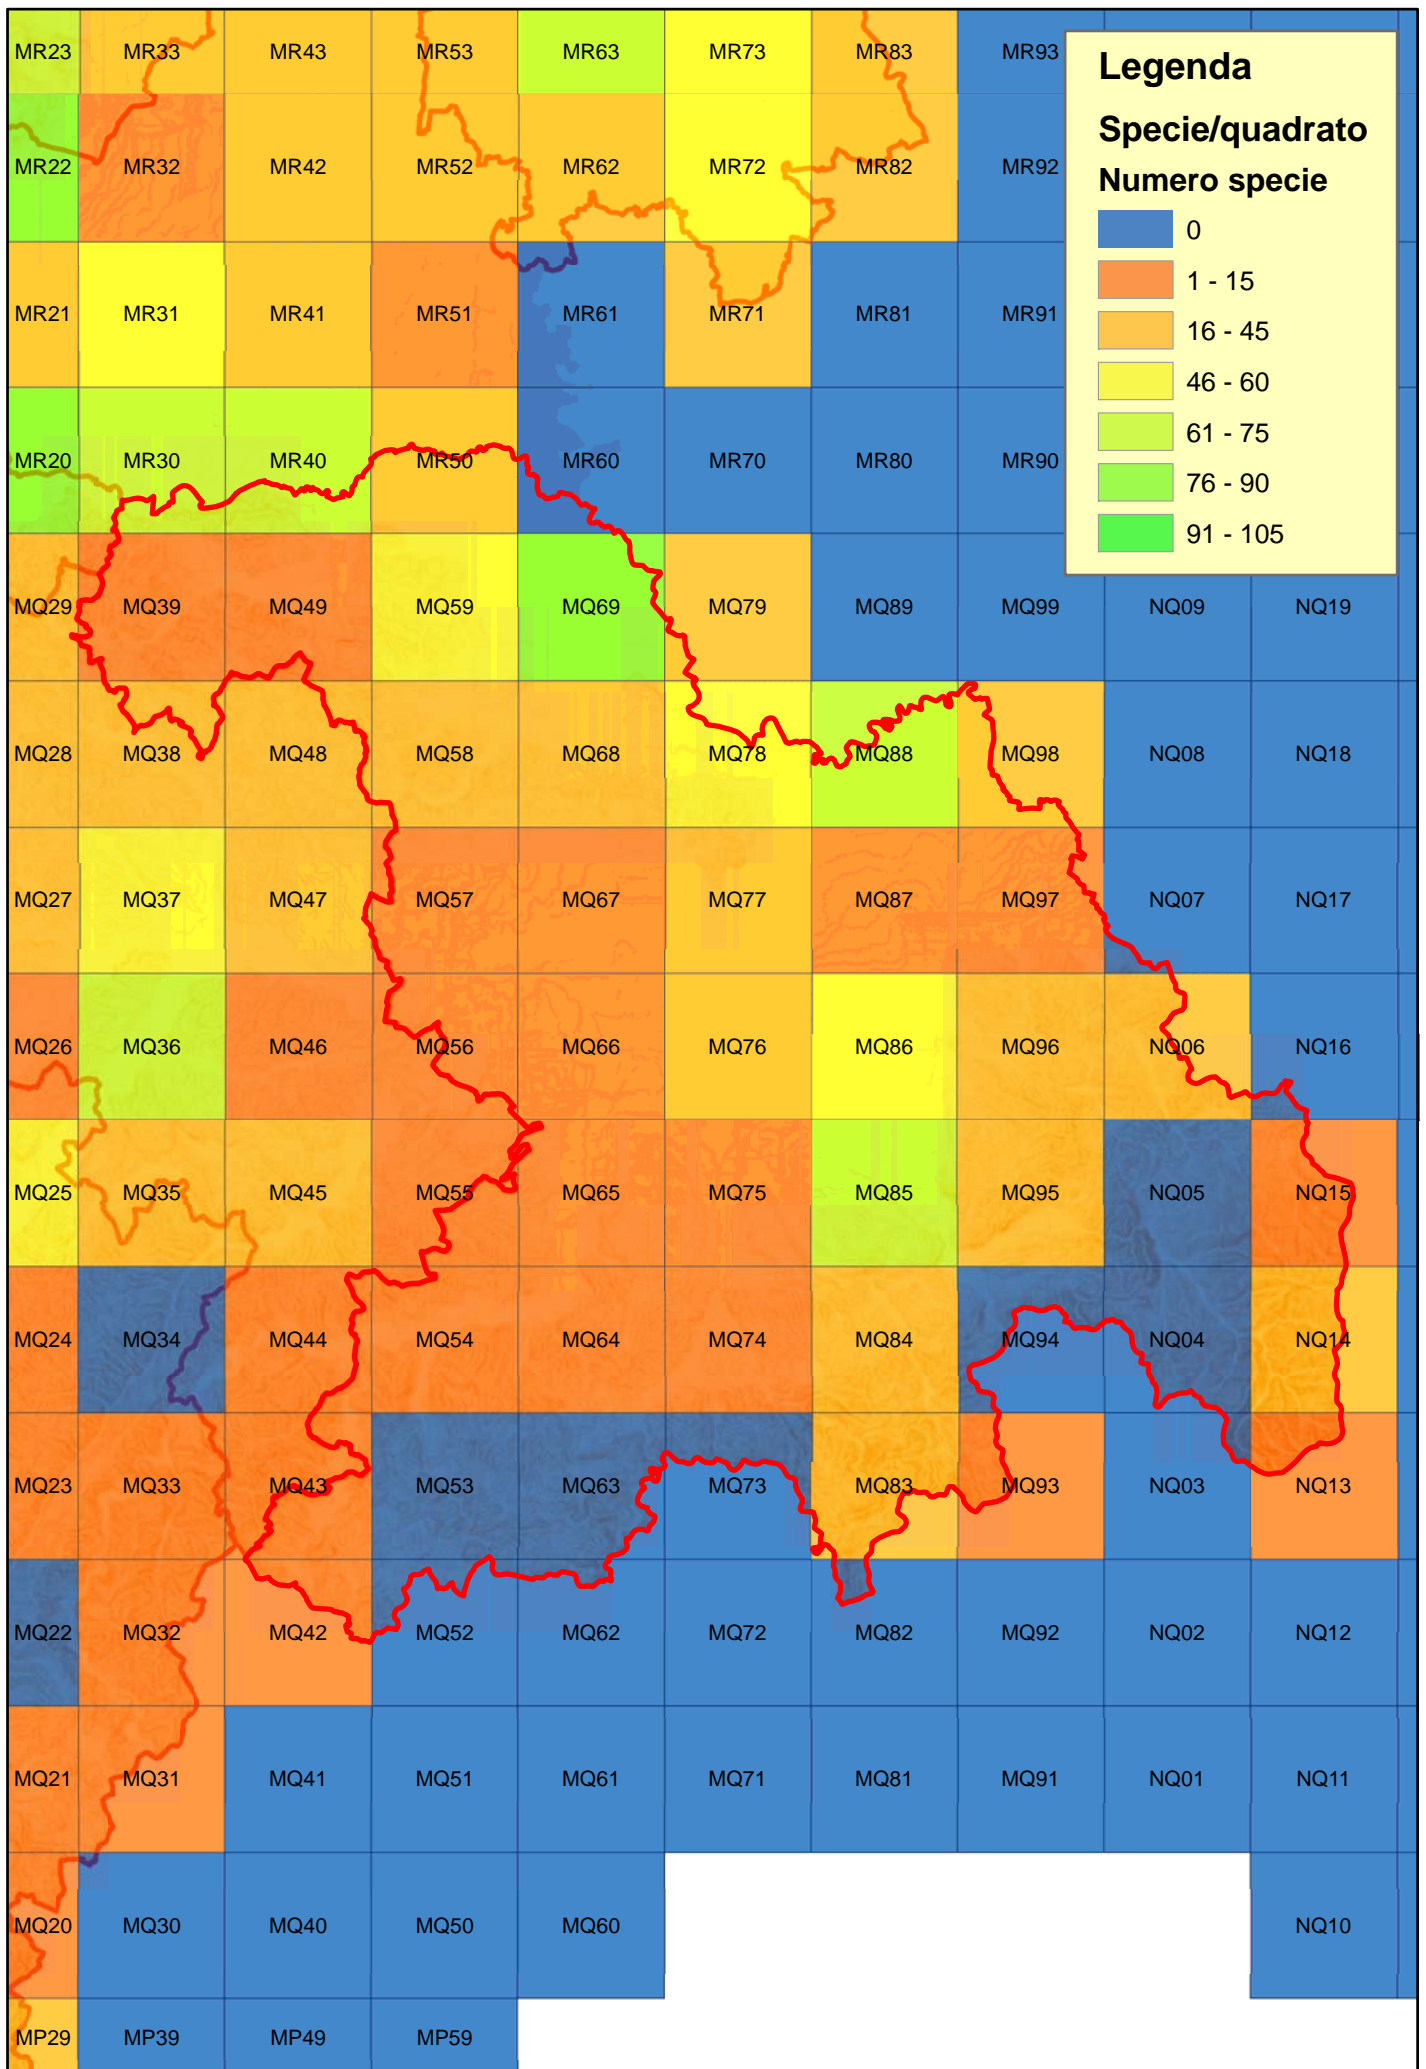 MR23 MR33 MR43 MR53 MR63 MR73 MR83 MR93
Legenda
Specie/quadrato
Numero specie
0
1 - 15
16 - 45
46 - 60
61 - 75
76 - 90
91 - 105
MR22 MR32 MR42 MR52 MR62 MR72 MR82 MR92
MR21 MR31 MR41 MR51 MR61 MR71 MR81 MR91
MR20 MR30 MR40 MR50 MR60 MR70 MR80 MR90
MQ29 MQ39 MQ49 MQ59 MQ69 MQ79 MQ89 MQ99 NQ09 NQ19
MQ28 MQ38 MQ48 MQ58 MQ68 MQ78 MQ88 MQ98 NQ08 NQ18
MQ27 MQ37 MQ47 MQ57 MQ67 MQ77 MQ87 MQ97 NQ07 NQ17
MQ26 MQ36 MQ46 MQ56 MQ66 MQ76 MQ86 MQ96 NQ06 NQ16
MQ25 MQ35 MQ45 MQ55 MQ65 MQ75 MQ85 MQ95 NQ05 NQ15
MQ24 MQ34 MQ44 MQ54 MQ64 MQ74 MQ84 MQ94 NQ04 NQ14
MQ23 MQ33 MQ43 MQ53 MQ63 MQ73 MQ83 MQ93 NQ03 NQ13
MQ22 MQ32 MQ42 MQ52 MQ62 MQ72 MQ82 MQ92 NQ02 NQ12
MQ21 MQ31 MQ41 MQ51 MQ61 MQ71 MQ81 MQ91 NQ01 NQ11
MQ20 MQ30 MQ40 MQ50 MQ60 NQ10
MP29 MP39 MP49 MP59